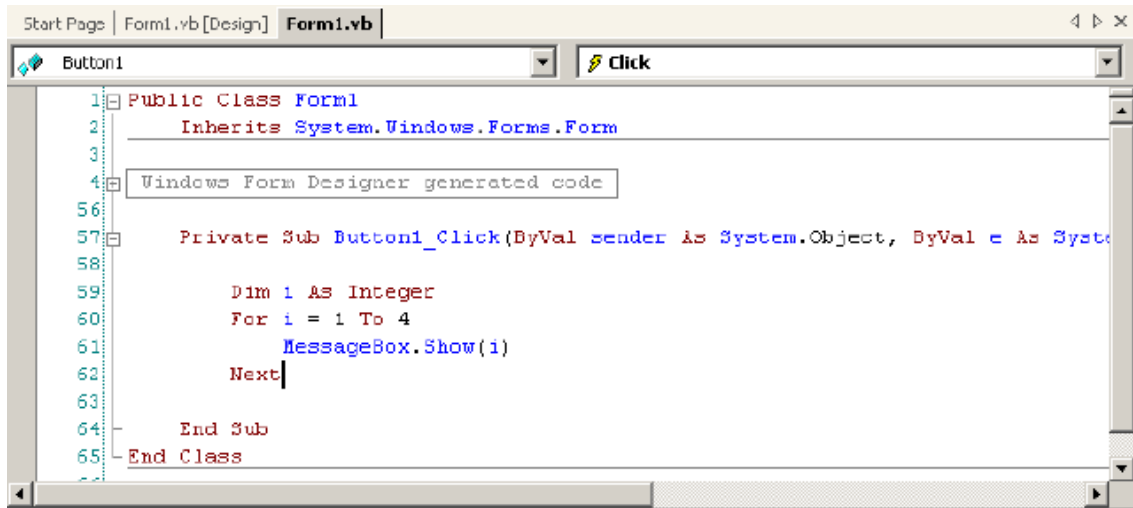 Start Page Form1.vb [Design] Form1.vb
Button1 Click
1 Public Class Form1
2 Inherits System.Windows.Forms.Form
3
4 Windows Form Designer generated code
56
57 Private Sub Button1_Click(ByVal sender As System.Object, ByVal e As Syst
58
59 Dim i As Integer
60 For i = 1 To 4
61 MessageBox.Show(i)
62 Next
63
64 End Sub
65 End Class